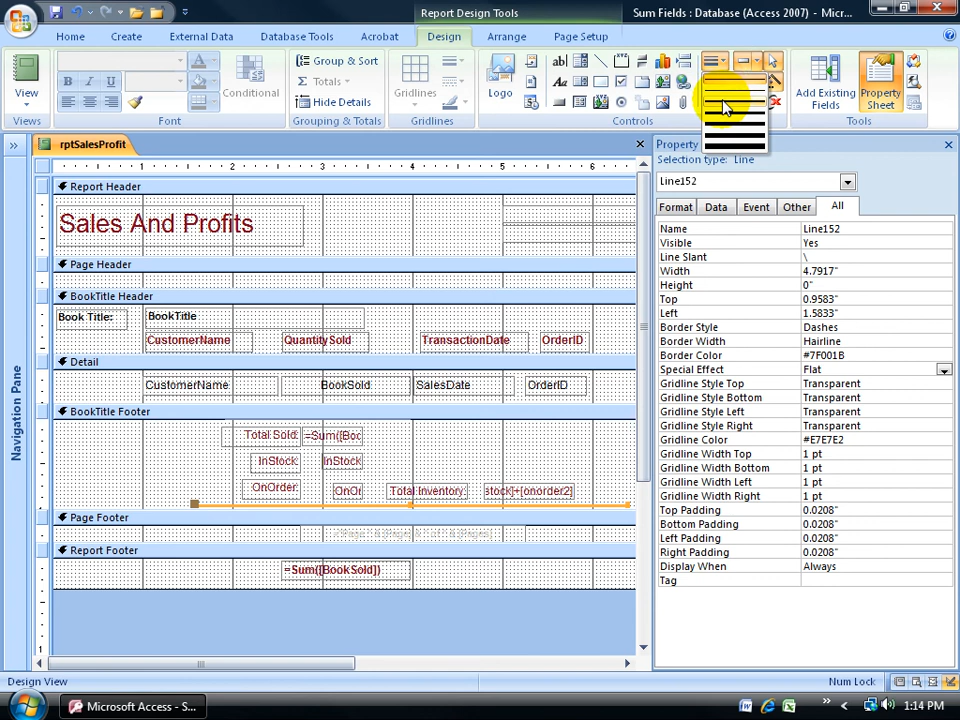 Report Design Tools
Sum Fields : Database (Access 2007) - Micr...
Home
Create
External Data
Database Tools
Acrobat
Design
Arrange
Page Setup
View
Views
B I U
Font
Conditional
Group & Sort
Σ Totals
Hide Details
Grouping & Totals
Gridlines
Gridlines
Logo
ab|
Aa
Controls
Add Existing
Fields
Property
Sheet
Tools
rptSalesProfit
Property
Selection type: Line
Line152
Format
Data
Event
Other
All
Navigation Pane
1 2 3 4 5 6
Report Header
Sales And Profits
Page Header
BookTitle Header
Book Title:
BookTitle
CustomerName
QuantitySold
TransactionDate
OrderID
Detail
CustomerName
BookSold
SalesDate
OrderID
BookTitle Footer
Total Sold:
=Sum([Boo
InStock:
InStock
OnOrder:
OnOr
Total Inventory:
stock]+[onorder2]
Page Footer
Report Footer
=Sum([BookSold])
Name Line152
Visible Yes
Line Slant \
Width 4.7917"
Height 0"
Top 0.9583"
Left 1.5833"
Border Style Dashes
Border Width Hairline
Border Color #7F001B
Special Effect Flat
Gridline Style Top Transparent
Gridline Style Bottom Transparent
Gridline Style Left Transparent
Gridline Style Right Transparent
Gridline Color #E7E7E2
Gridline Width Top 1 pt
Gridline Width Bottom 1 pt
Gridline Width Left 1 pt
Gridline Width Right 1 pt
Top Padding 0.0208"
Bottom Padding 0.0208"
Left Padding 0.0208"
Right Padding 0.0208"
Display When Always
Tag
Design View
Num Lock
Microsoft Access - S...
1:14 PM